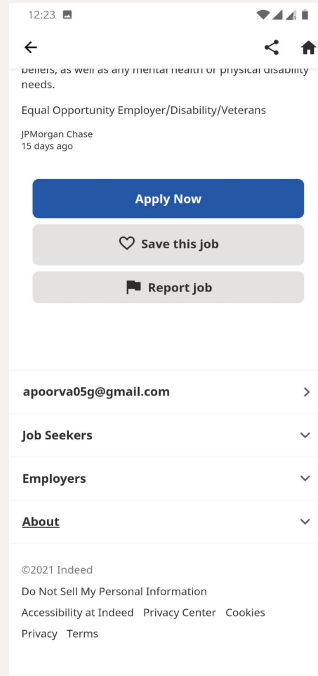 12:23
beliefs, as well as any mental health or physical disability
needs.
Equal Opportunity Employer/Disability/Veterans
JPMorgan Chase
15 days ago
Apply Now
Save this job
Report job
apoorva05g@gmail.com
Job Seekers
Employers
About
©2021 Indeed
Do Not Sell My Personal Information
Accessibility at Indeed Privacy Center Cookies
Privacy Terms